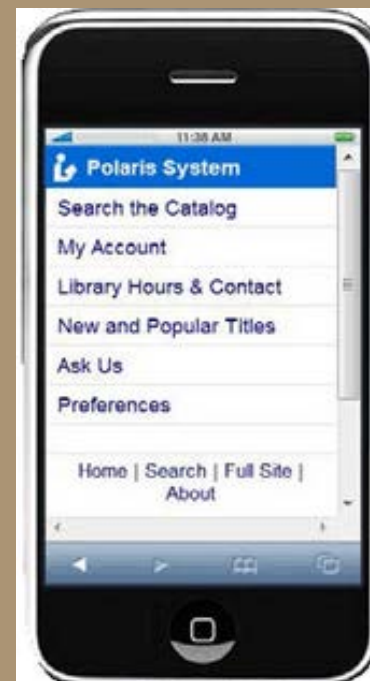 11:38 AM
Polaris System
Search the Catalog
My Account
Library Hours & Contact
New and Popular Titles
Ask Us
Preferences
Home | Search | Full Site |
About